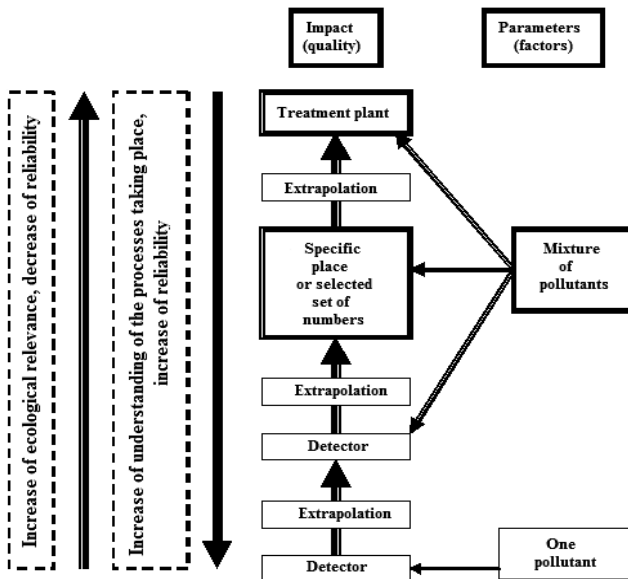 Impact
(quality)
Parameters
(factors)
Increase of ecological relevance, decrease of reliability
Increase of understanding of the processes taking place,
increase of reliability
Treatment plant
Extrapolation
Specific
place
or selected
set of
numbers
Mixture
of
pollutants
Extrapolation
Detector
Extrapolation
One
pollutant
Detector